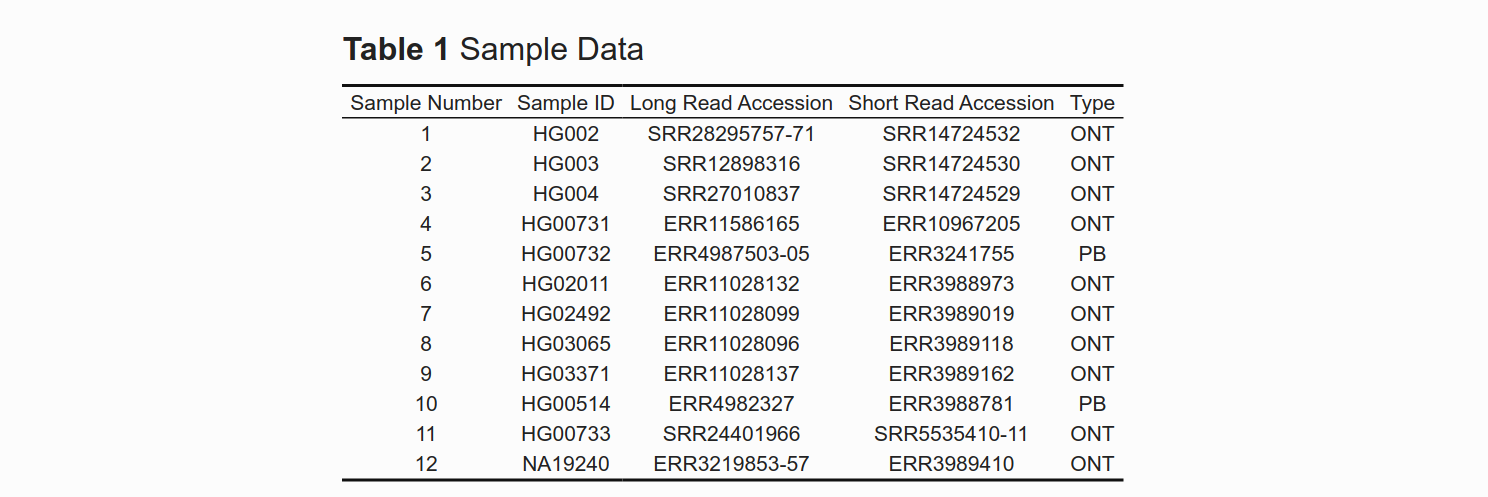 Table 1 Sample Data
Sample Number Sample ID Long Read Accession Short Read Accession Type
1 HG002 SRR28295757-71 SRR14724532 ONT
2 HG003 SRR12898316 SRR14724530 ONT
3 HG004 SRR27010837 SRR14724529 ONT
4 HG00731 ERR11586165 ERR10967205 ONT
5 HG00732 ERR4987503-05 ERR3241755 PB
6 HG02011 ERR11028132 ERR3988973 ONT
7 HG02492 ERR11028099 ERR3989019 ONT
8 HG03065 ERR11028096 ERR3989118 ONT
9 HG03371 ERR11028137 ERR3989162 ONT
10 HG00514 ERR4982327 ERR3988781 PB
11 HG00733 SRR24401966 SRR5535410-11 ONT
12 NA19240 ERR3219853-57 ERR3989410 ONT